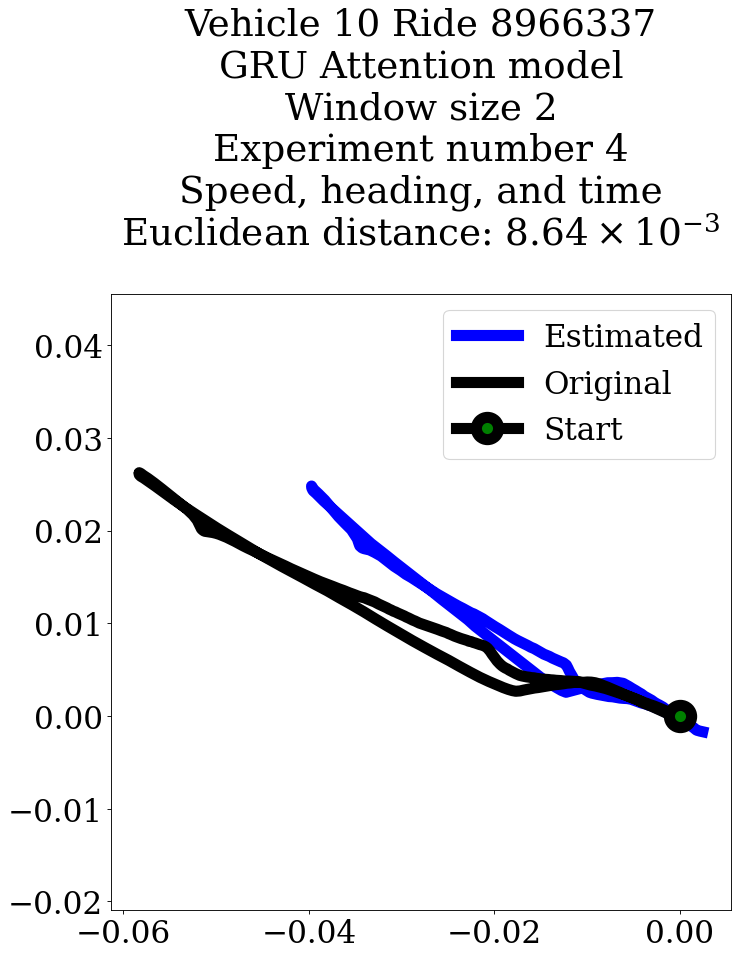 Vehicle 10 Ride 8966337
GRU Attention model
Window size 2
Experiment number 4
Speed, heading, and time
Euclidean distance: 8.64 × 10⁻³
Estimated
Original
Start
0.04
0.03
0.02
0.01
0.00
−0.01
−0.02
−0.06
−0.04
−0.02
0.00